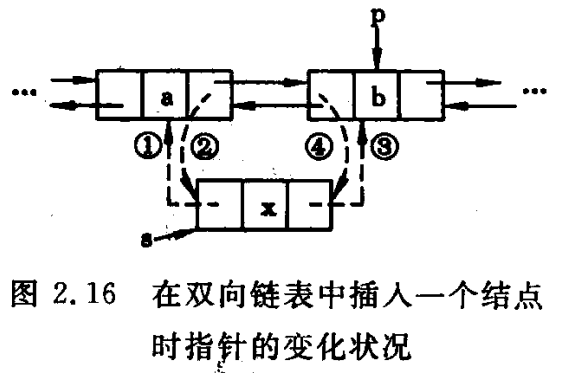 p
… a b …
① ② ④ ③
x
s
图 2.16 在双向链表中插入一个结点
时指针的变化状况